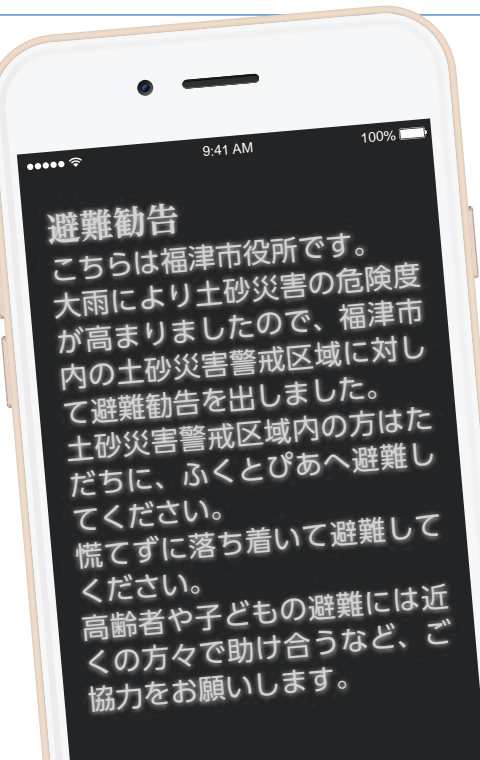 9:41 AM
100%
避難勧告
こちらは福津市役所です。
大雨により土砂災害の危険度
が高まりましたので、福津市
内の土砂災害警戒区域に対し
て避難勧告を出しました。
土砂災害警戒区域内の方はた
だちに、ふくとぴあへ避難し
てください。
慌てずに落ち着いて避難して
ください。
高齢者や子どもの避難には近
くの方々で助け合うなど、ご
協力をお願いします。